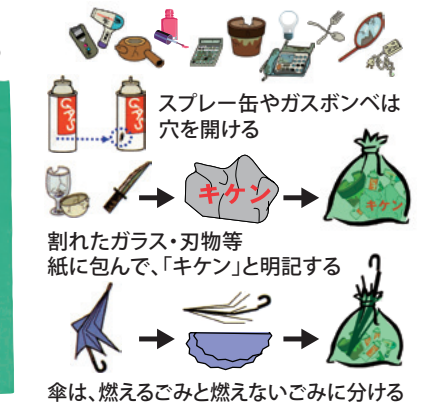 GAS
GAS
スプレー缶やガスボンベは
穴を開ける
キケン
キケン
割れたガラス・刃物等
紙に包んで、「キケン」と明記する
傘は、燃えるごみと燃えないごみに分ける